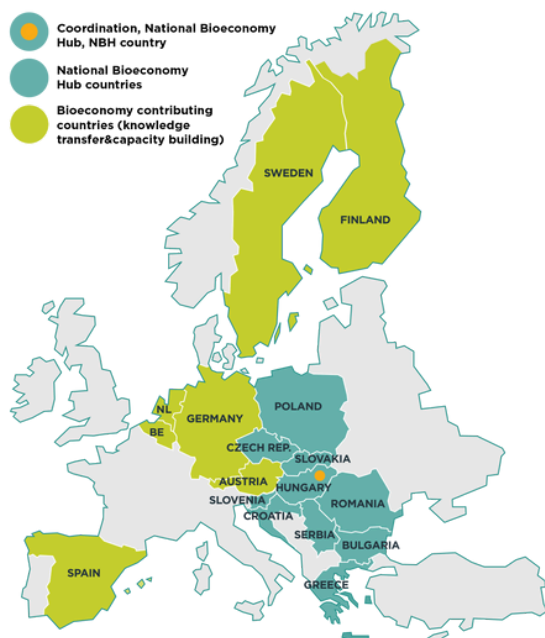 Coordination, National Bioeconomy
Hub, NBH country
National Bioeconomy
Hub countries
Bioeconomy contributing
countries (knowledge
transfer&capacity building)
SWEDEN
FINLAND
NL
GERMANY
POLAND
BE
CZECH REP.
SLOVAKIA
AUSTRIA
HUNGARY
SLOVENIA
ROMANIA
CROATIA
SERBIA
BULGARIA
SPAIN
GREECE